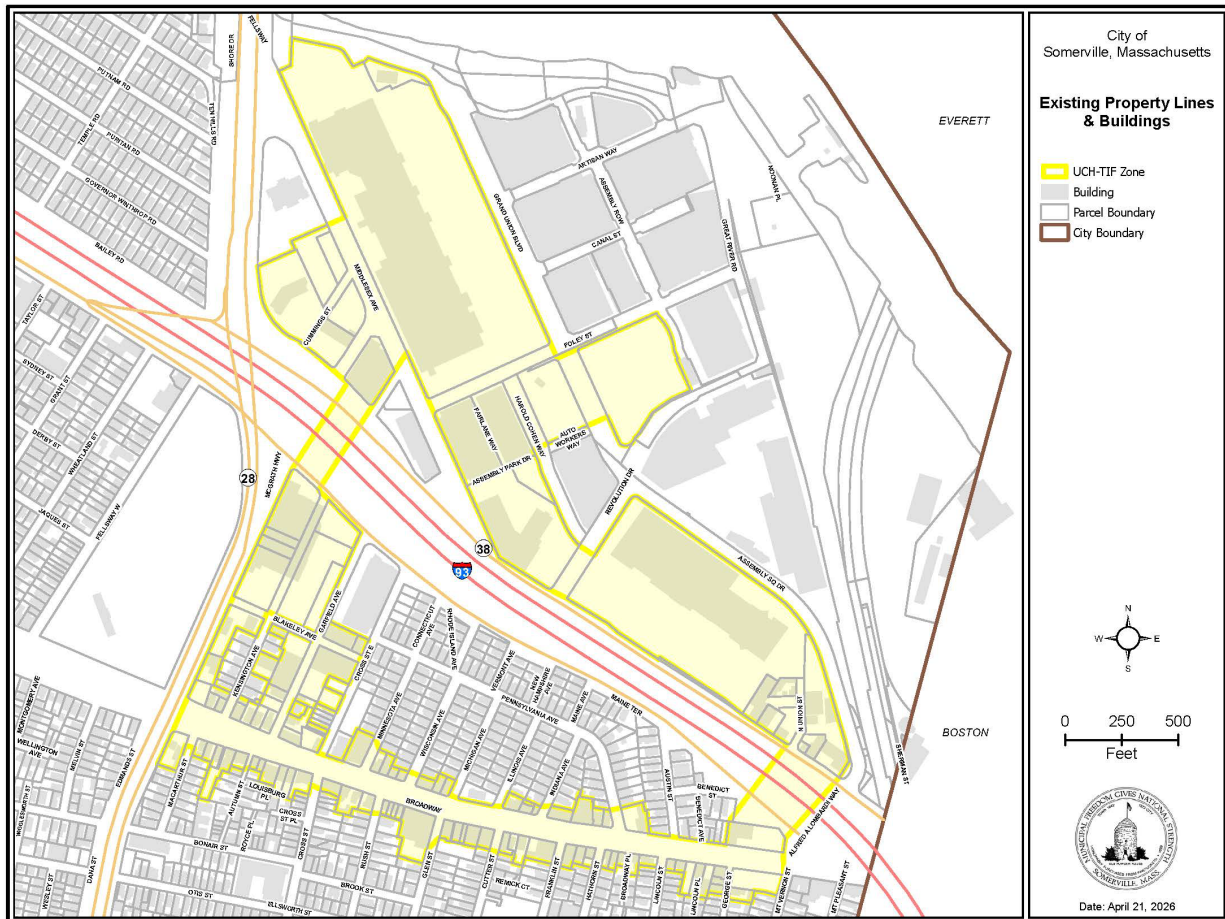 City of
Somerville, Massachusetts
Existing Property Lines
& Buildings
UCH-TIF Zone
Building
Parcel Boundary
City Boundary
EVERETT
BOSTON
N
W
E
S
0 250 500
Feet
MUNICIPAL FREEDOM GIVES NATIONAL STRENGTH
SOMERVILLE, MASS
Date: April 21, 2026
SHORE DR
FELLSWAY
PUTNAM RD
TEMPLE RD
PURITAN RD
TEN HILLS RD
GOVERNOR WINTHROP RD
BAILEY RD
ARTISAN WAY
ASSEMBLY ROW
CANAL ST
GRAND UNION BLVD
GREAT RIVER RD
NOONAN PL
MIDDLESEX AVE
CUMMINGS ST
FOLEY ST
TAYLOR ST
SYDNEY ST
GRANT ST
DERBY ST
WHEATLAND ST
JAQUES ST
FELLSWAY W
28
MCGRATH HWY
FAIRLANE WAY
HAROLD COHEN WAY
AUTO
WORKERS
WAY
ASSEMBLY PARK DR
REVOLUTION DR
38
93
ASSEMBLY SQ DR
BLAKELEY AVE
GARFIELD AVE
KENSINGTON AVE
CROSS ST E
CONNECTICUT
AVE
RHODE ISLAND AVE
VERMONT AVE
NEW
HAMPSHIRE
AVE
MAINE AVE
MAINE TER
PENNSYLVANIA AVE
MINNESOTA AVE
WISCONSIN AVE
MICHIGAN AVE
ILLINOIS AVE
INDIANA AVE
AUSTIN ST
BENEDICT
ST
BENEDICT AVE
N UNION ST
SHERMAN ST
ALFRED A LOMBARDI WAY
BROADWAY
MONTGOMERY AVE
WELLINGTON
AVE
MELVIN ST
EDMANDS ST
WIGGLESWORTH ST
DANA ST
WESLEY ST
MACARTHUR ST
LOUISBURG
PL
AUTUMN ST
ROYCE PL
CROSS
ST PL
CROSS ST
BONAIR ST
RUSH ST
OTIS ST
BROOK ST
ELLSWORTH ST
GLEN ST
CUTTER ST
REMICK CT
FRANKLIN ST
HATHORN ST
BROADWAY PL
LINCOLN ST
LINCOLN PL
GEORGE ST
MT VERNON ST
MT PLEASANT ST